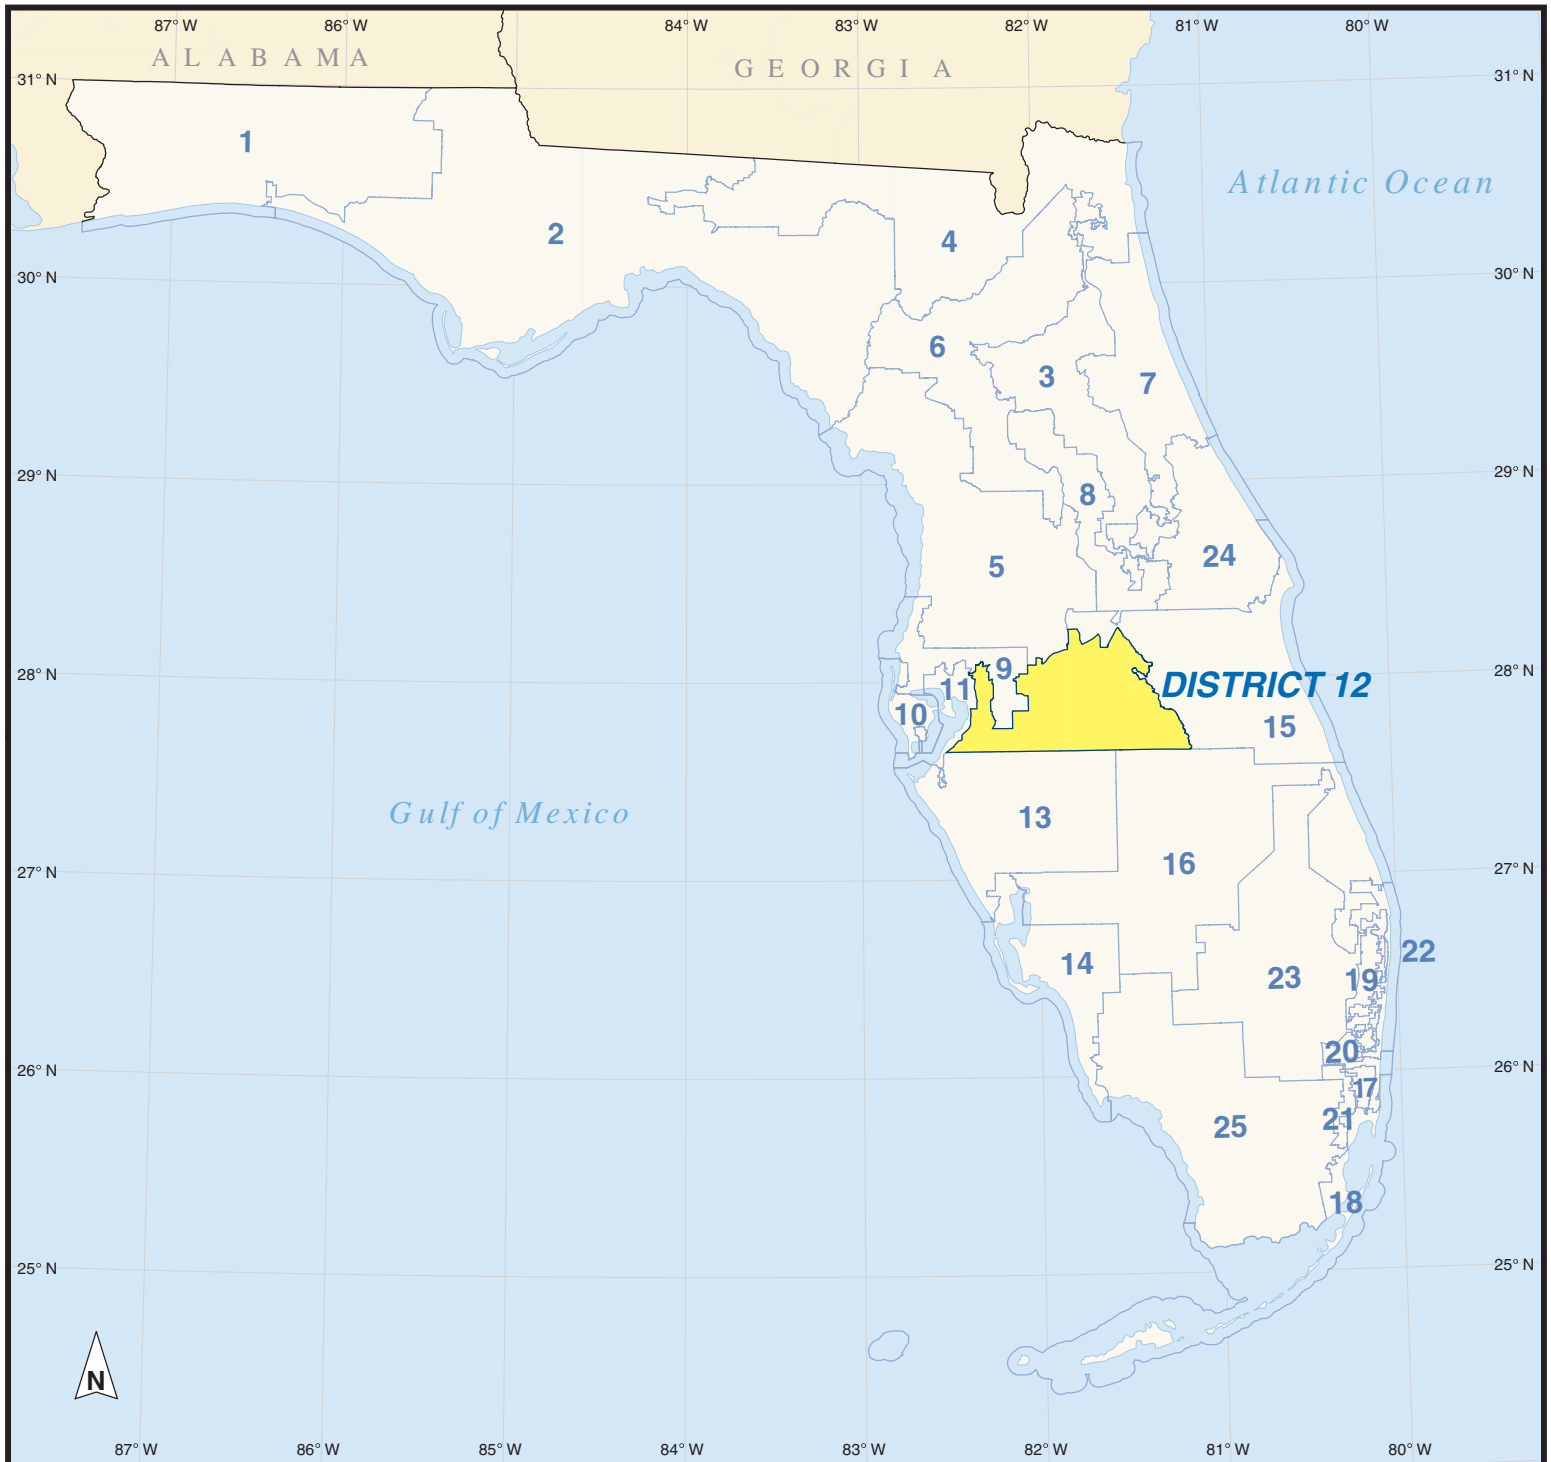 87° W 86° W 84° W 83° W 82° W 81° W 80° W
ALABAMA
GEORGIA
31° N 31° N
1
Atlantic Ocean
2
4
30° N 30° N
6
3
7
29° N 29° N
8
24
5
9
28° N 28° N
DISTRICT 12
11
10
15
Gulf of Mexico
13
16
27° N 27° N
22
14
23
19
20
26° N 26° N
17
21
25
18
25° N 25° N
N
87° W 86° W 85° W 84° W 83° W 82° W 81° W 80° W